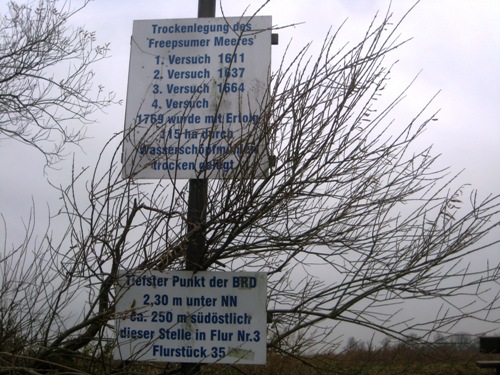 Trockenlegung des
"Freepsumer Meeres"
1. Versuch 1611
2. Versuch 1637
3. Versuch 1664
4. Versuch
1769 wurde mit Erfolg
115 ha durch
Wasserschöpfmühlen
trocken gelegt.
Tiefster Punkt der BRD
2,30 m unter NN
ca. 250 m südöstlich
dieser Stelle in Flur Nr.3
Flurstück 35